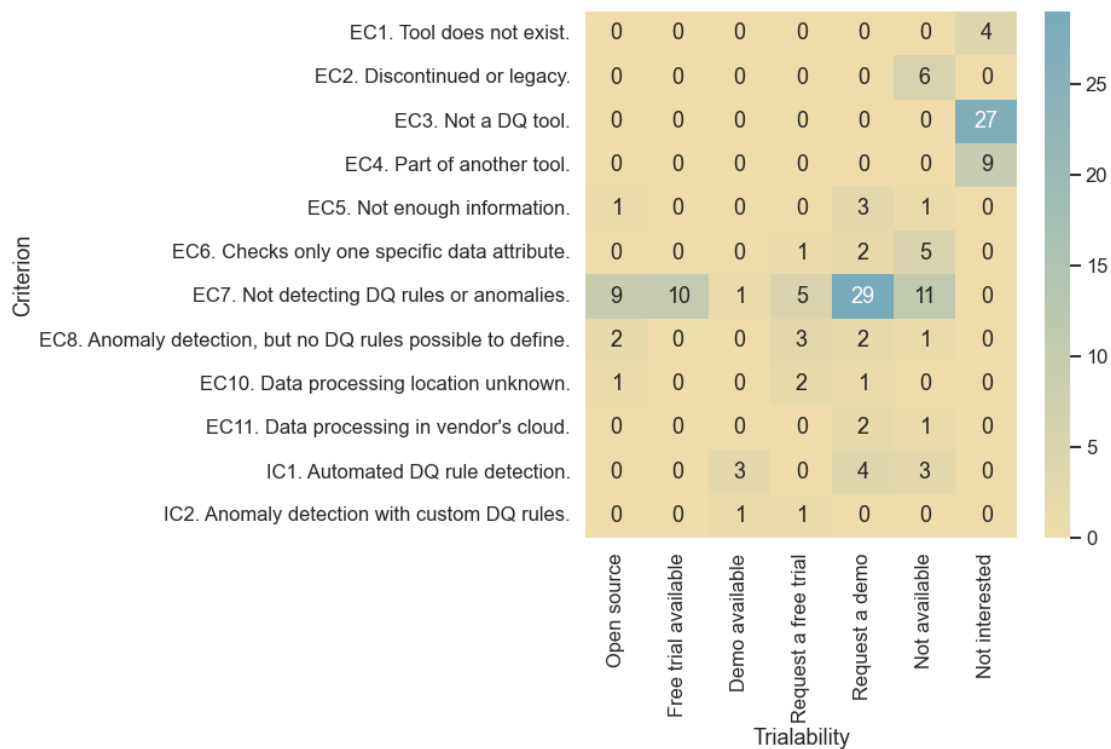 EC1. Tool does not exist. 0 0 0 0 0 0 4
EC2. Discontinued or legacy. 0 0 0 0 0 6 0
EC3. Not a DQ tool. 0 0 0 0 0 0 27
EC4. Part of another tool. 0 0 0 0 0 0 9
EC5. Not enough information. 1 0 0 0 3 1 0
EC6. Checks only one specific data attribute. 0 0 0 1 2 5 0
EC7. Not detecting DQ rules or anomalies. 9 10 1 5 29 11 0
EC8. Anomaly detection, but no DQ rules possible to define. 2 0 0 3 2 1 0
EC10. Data processing location unknown. 1 0 0 2 1 0 0
EC11. Data processing in vendor's cloud. 0 0 0 0 2 1 0
IC1. Automated DQ rule detection. 0 0 3 0 4 3 0
IC2. Anomaly detection with custom DQ rules. 0 0 1 1 0 0 0
Criterion
Open source
Free trial available
Demo available
Request a free trial
Request a demo
Not available
Not interested
Trialability
25
20
15
10
5
0